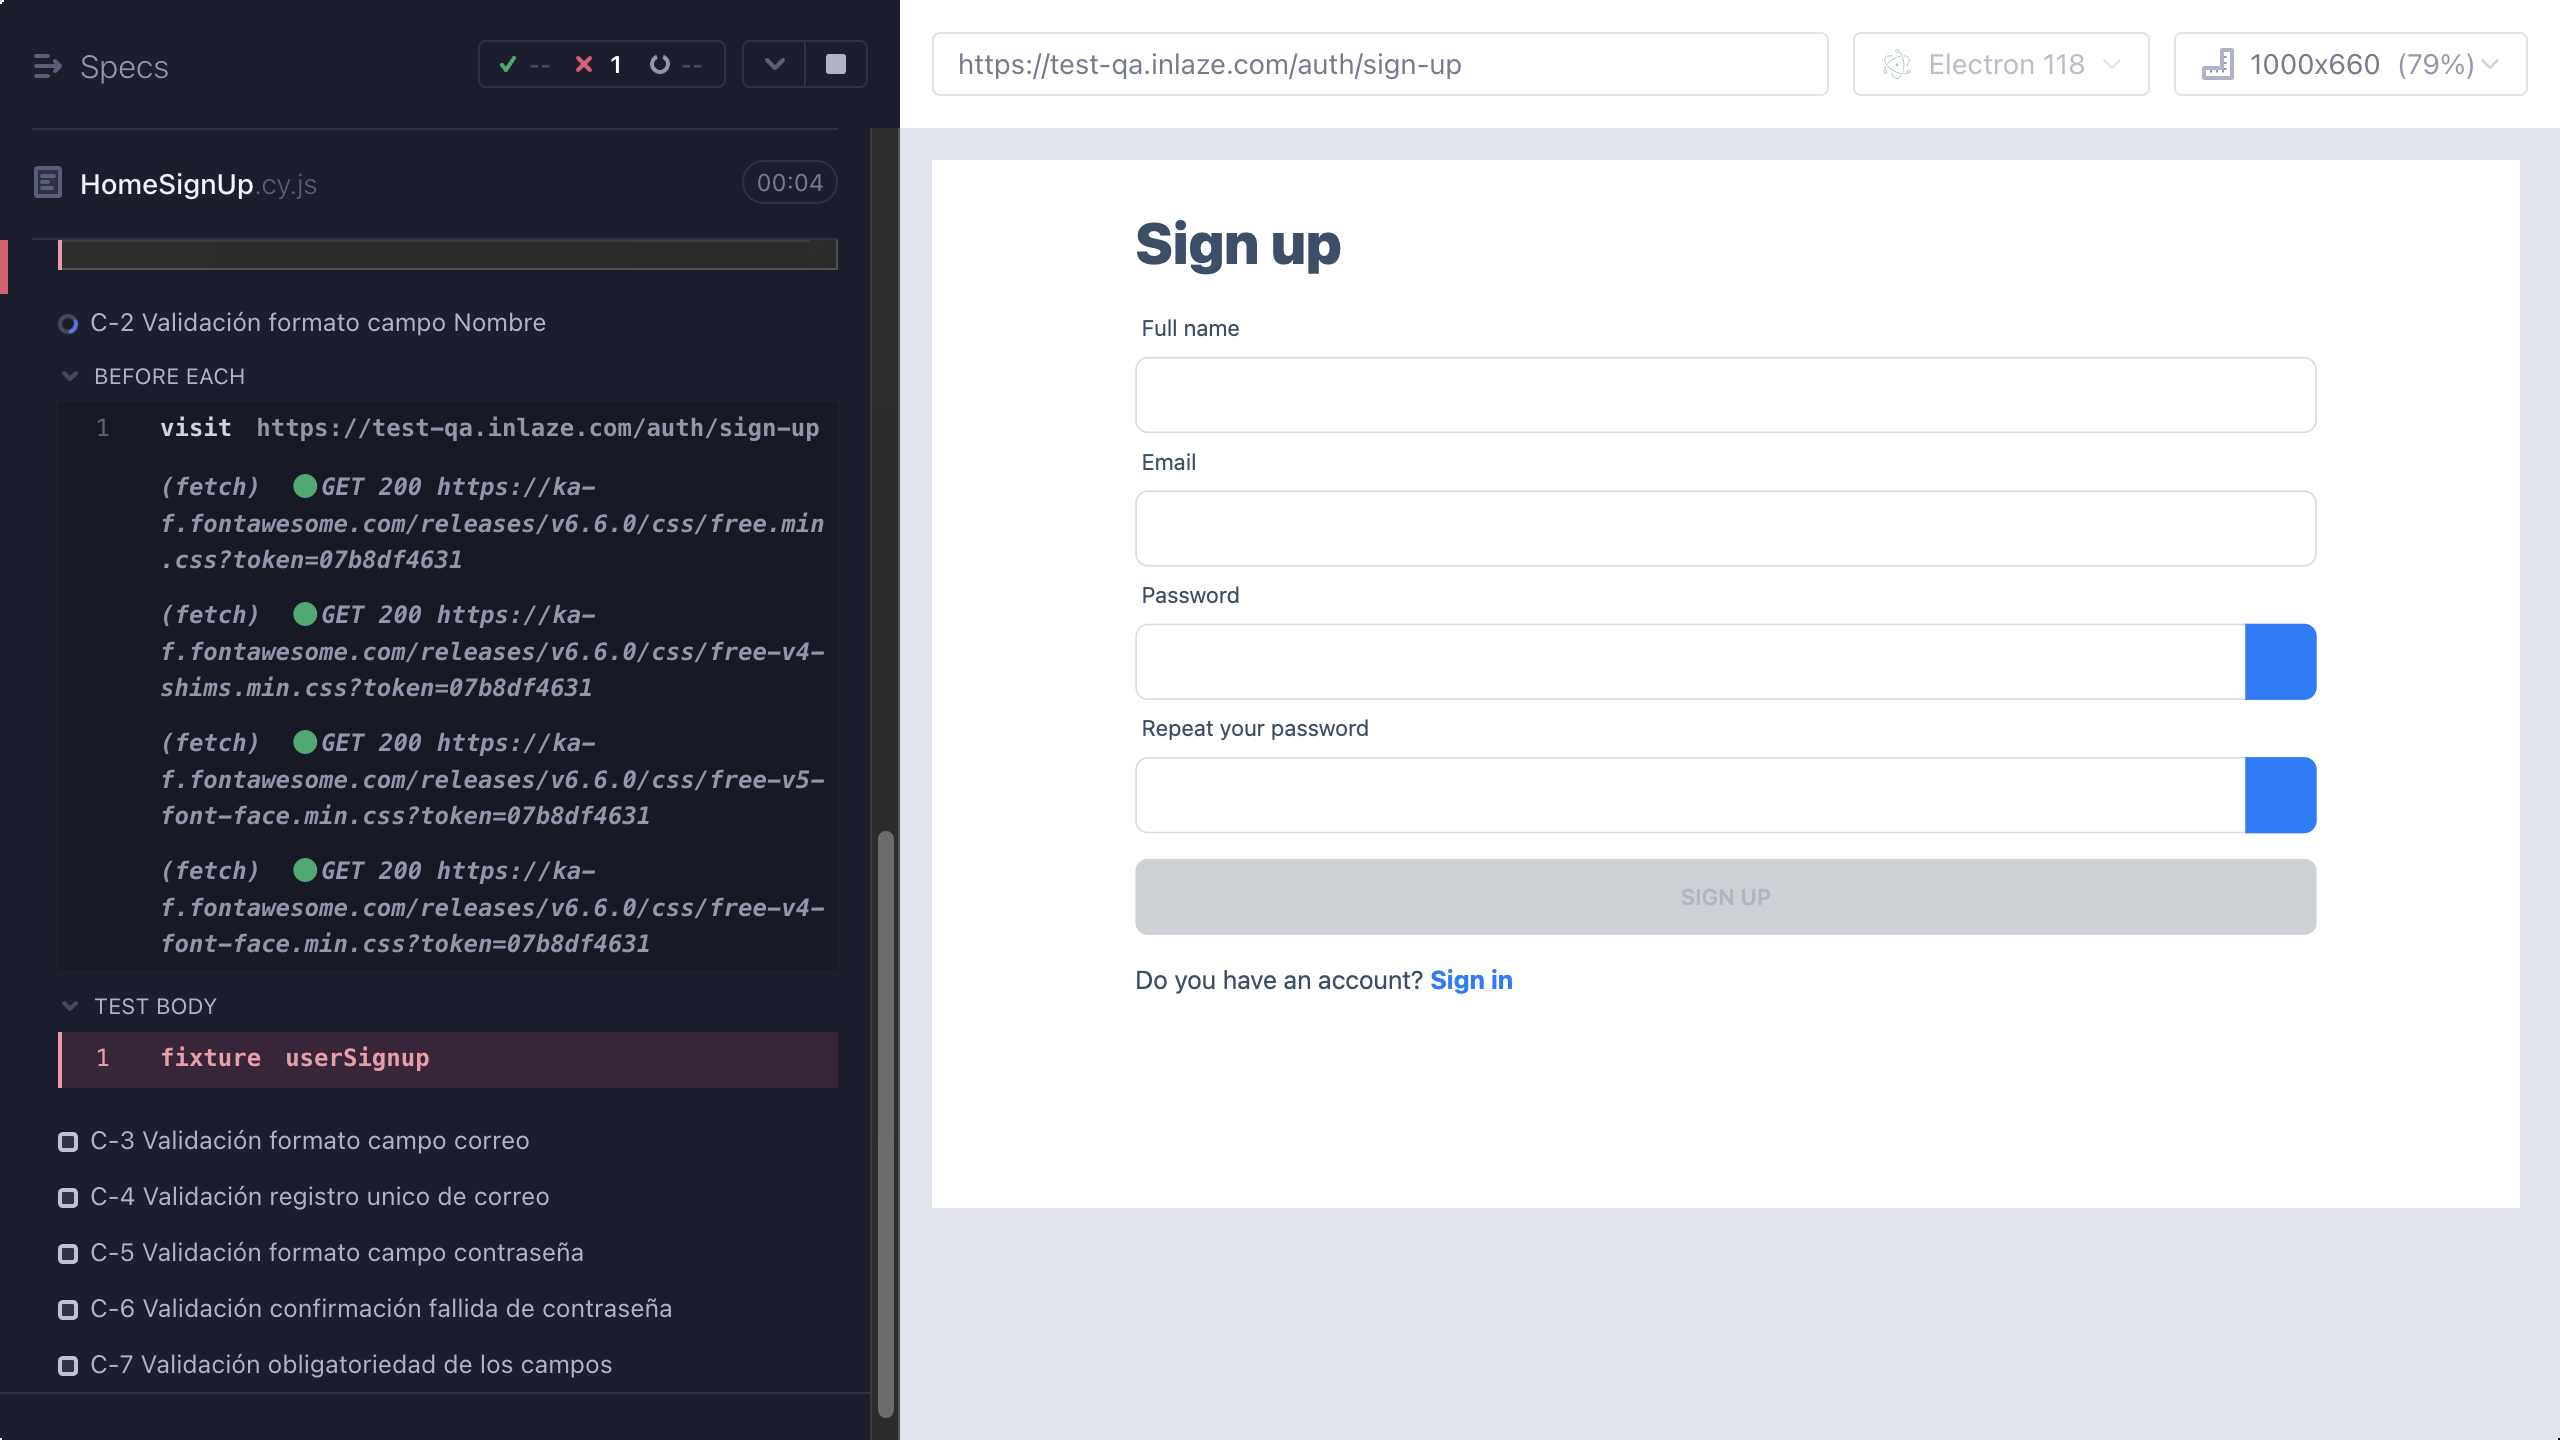 Specs
-- 1 --
https://test-qa.inlaze.com/auth/sign-up
Electron 118
1000x660 (79%)
HomeSignUp.cy.js
00:04
C-2 Validación formato campo Nombre
BEFORE EACH
1 visit https://test-qa.inlaze.com/auth/sign-up
(fetch) GET 200 https://ka-
f.fontawesome.com/releases/v6.6.0/css/free.min
.css?token=07b8df4631
(fetch) GET 200 https://ka-
f.fontawesome.com/releases/v6.6.0/css/free-v4-
shims.min.css?token=07b8df4631
(fetch) GET 200 https://ka-
f.fontawesome.com/releases/v6.6.0/css/free-v5-
font-face.min.css?token=07b8df4631
(fetch) GET 200 https://ka-
f.fontawesome.com/releases/v6.6.0/css/free-v4-
font-face.min.css?token=07b8df4631
TEST BODY
1 fixture userSignup
C-3 Validación formato campo correo
C-4 Validación registro unico de correo
C-5 Validación formato campo contraseña
C-6 Validación confirmación fallida de contraseña
C-7 Validación obligatoriedad de los campos
Sign up
Full name
Email
Password
Repeat your password
SIGN UP
Do you have an account? Sign in